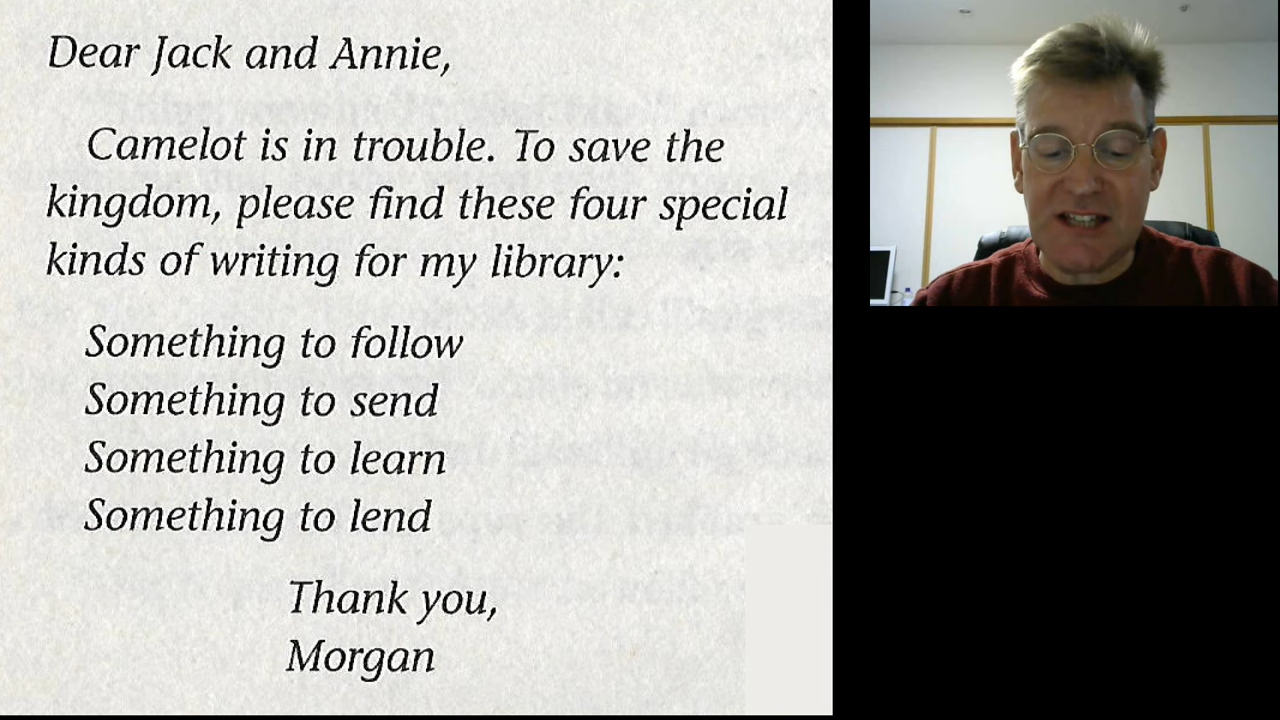 Dear Jack and Annie,
Camelot is in trouble. To save the
kingdom, please find these four special
kinds of writing for my library:
Something to follow
Something to send
Something to learn
Something to lend
Thank you,
Morgan